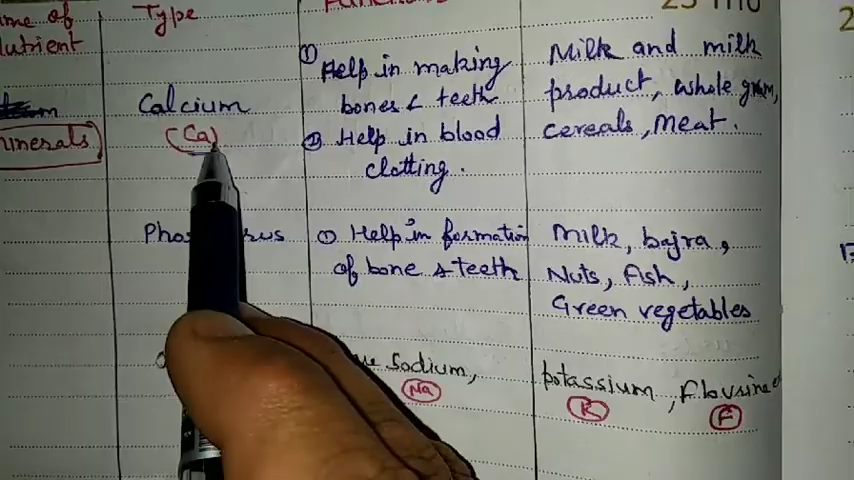 Type
Calcium
(Ca)
minerals
① Help in making
bones & teeth
② Help in blood
clotting.
Milk and milk
product, whole gram,
cereals, meat.
① Help in formation
of bone & teeth
Milk, bajra,
Nuts, fish,
Green vegetables
Sodium, potassium, flourine
Na K F